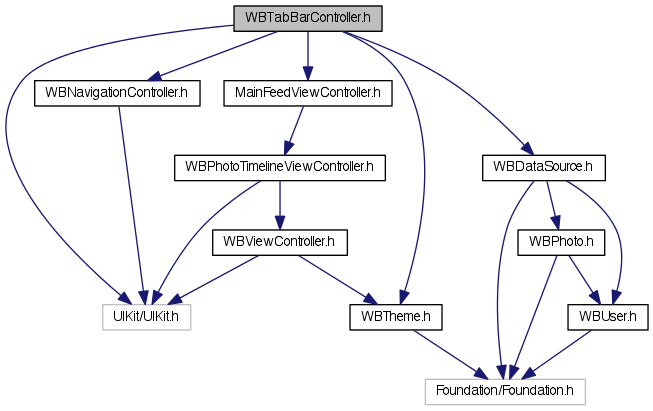 WBTabBarController.h
WBNavigationController.h
MainFeedViewController.h
WBPhotoTimelineViewController.h
WBDataSource.h
WBViewController.h
WBPhoto.h
UIKit/UIKit.h
WBTheme.h
WBUser.h
Foundation/Foundation.h